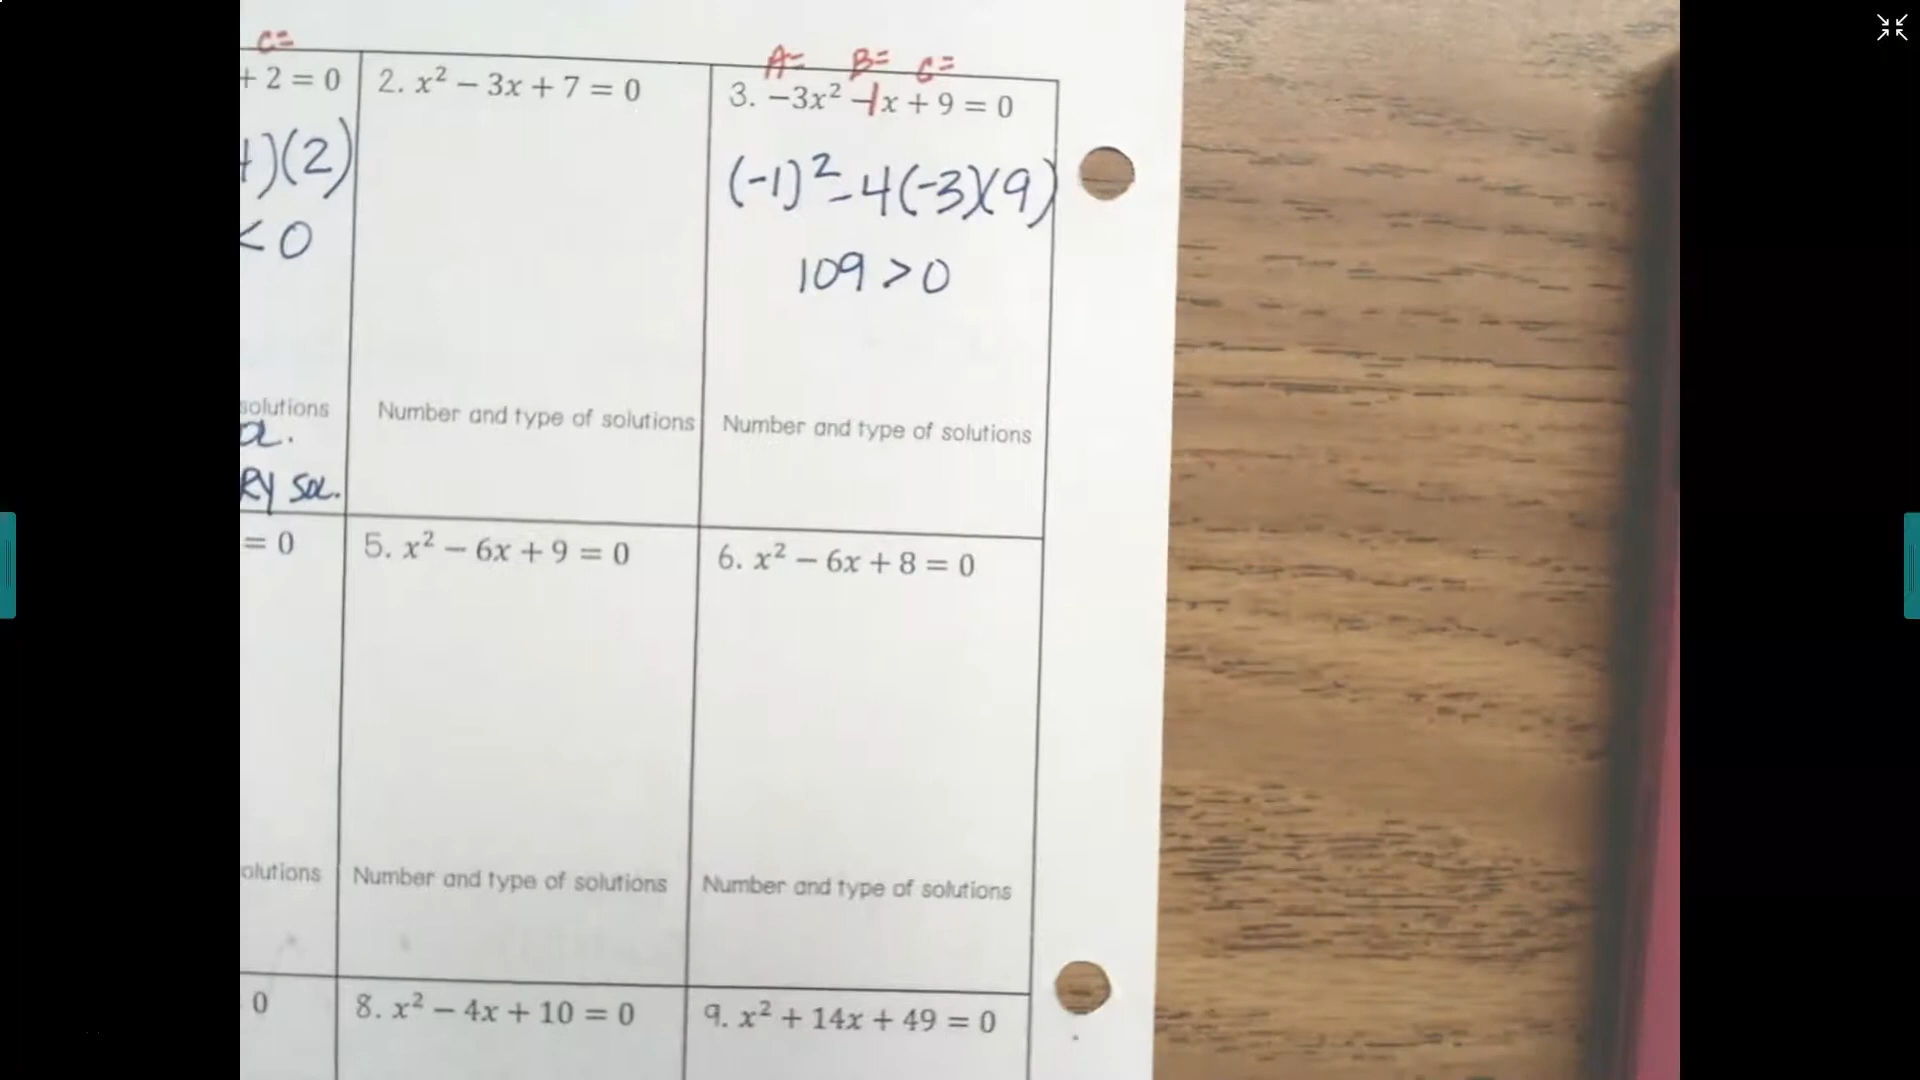 C=
+ 2 = 0
)(2)
< 0
solutions
RY SOL.
2. x² − 3x + 7 = 0
Number and type of solutions
A= B= C=
3. −3x² −1x + 9 = 0
(-1)² - 4(-3)(9)
109 > 0
Number and type of solutions
= 0
olutions
5. x² − 6x + 9 = 0
Number and type of solutions
6. x² − 6x + 8 = 0
Number and type of solutions
0
8. x² − 4x + 10 = 0
9. x² + 14x + 49 = 0